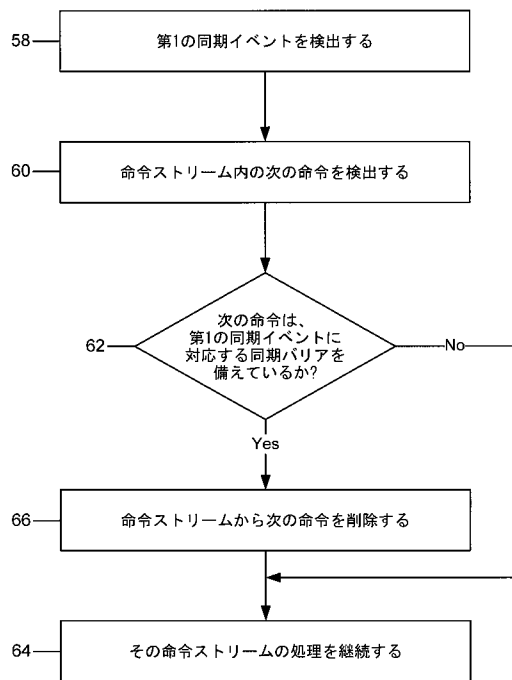 58
第1の同期イベントを検出する
60
命令ストリーム内の次の命令を検出する
62
次の命令は、
第1の同期イベントに
対応する同期バリアを
備えているか?
No
Yes
66
命令ストリームから次の命令を削除する
64
その命令ストリームの処理を継続する